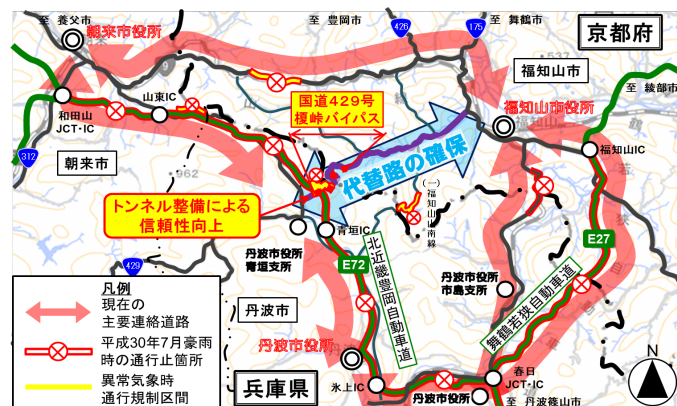 至 養父市
朝来市役所
至 豊岡市
426
175
至 舞鶴市
京都府
福知山市
至 綾部市
山東IC
和田山
JCT・IC
国道429号
榎峠バイパス
福知山市役所
福知山IC
312
朝来市
962
代替路の確保
トンネル整備による
信頼性向上
(一)福知山山南線
青垣IC
丹波市役所
青垣支所
E72
E27
北近畿豊岡自動車道
舞鶴若狭自動車道
429
丹波市
丹波市役所
市島支所
凡例
現在の
主要連絡道路
平成30年7月豪雨
時の通行止箇所
異常気象時
通行規制区間
丹波市役所
兵庫県
氷上IC
春日
JCT・IC
丹波市役所
至 丹波篠山市
N